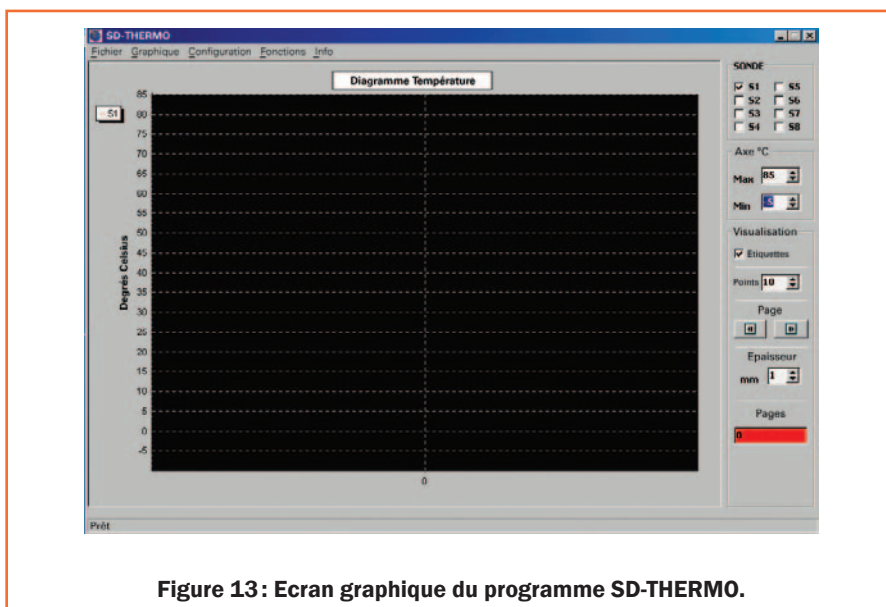 SD-THERMO
Fichier Graphique Configuration Fonctions Info
Diagramme Température
S1
85
80
75
70
65
60
55
50
45
40
35
30
25
20
15
10
5
0
-5
Degrés Celsius
0
SONDE
S1 S5
S2 S6
S3 S7
S4 S8
Axe °C
Max 85
Min
Visualisation
Etiquettes
Points 10
Page
Epaisseur
mm 1
Pages
0
Prêt
Figure 13: Ecran graphique du programme SD-THERMO.